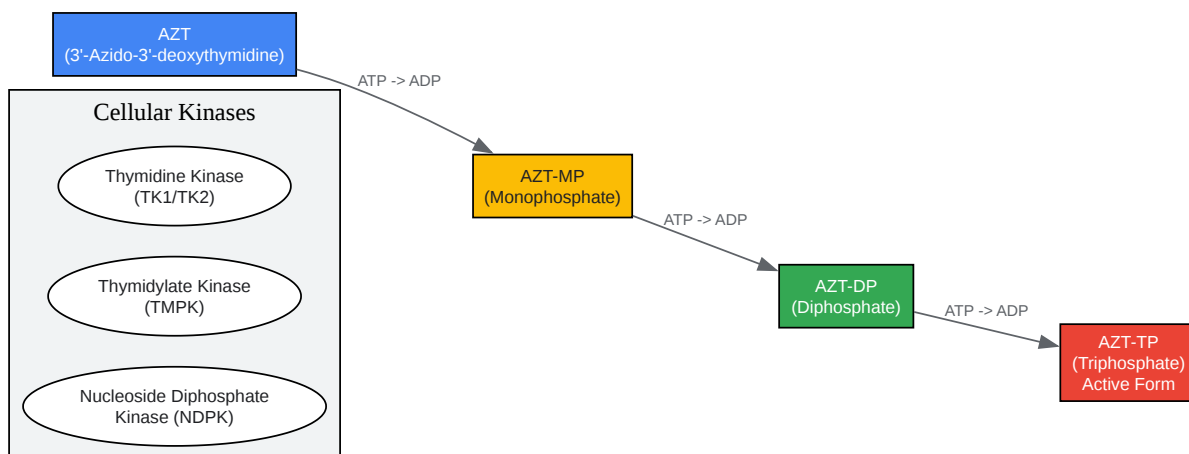 AZT
(3'-Azido-3'-deoxythymidine)
ATP -> ADP
Cellular Kinases
Thymidine Kinase
(TK1/TK2)
AZT-MP
(Monophosphate)
ATP -> ADP
Thymidylate Kinase
(TMPK)
AZT-DP
(Diphosphate)
ATP -> ADP
AZT-TP
(Triphosphate)
Active Form
Nucleoside Diphosphate
Kinase (NDPK)